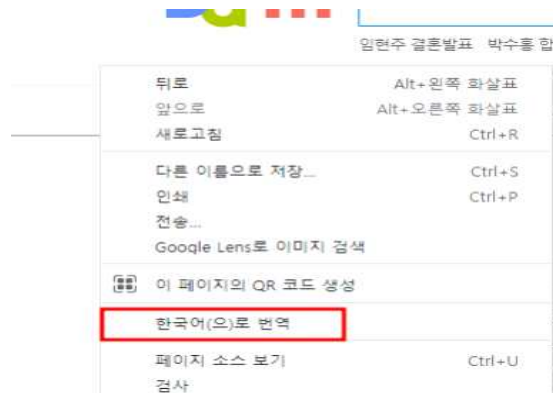 임현주 결혼발표 박수홍 합
뒤로 Alt+왼쪽 화살표
앞으로 Alt+오른쪽 화살표
새로고침 Ctrl+R
다른 이름으로 저장... Ctrl+S
인쇄 Ctrl+P
전송...
Google Lens로 이미지 검색
이 페이지의 QR 코드 생성
한국어(으)로 번역
페이지 소스 보기 Ctrl+U
검사